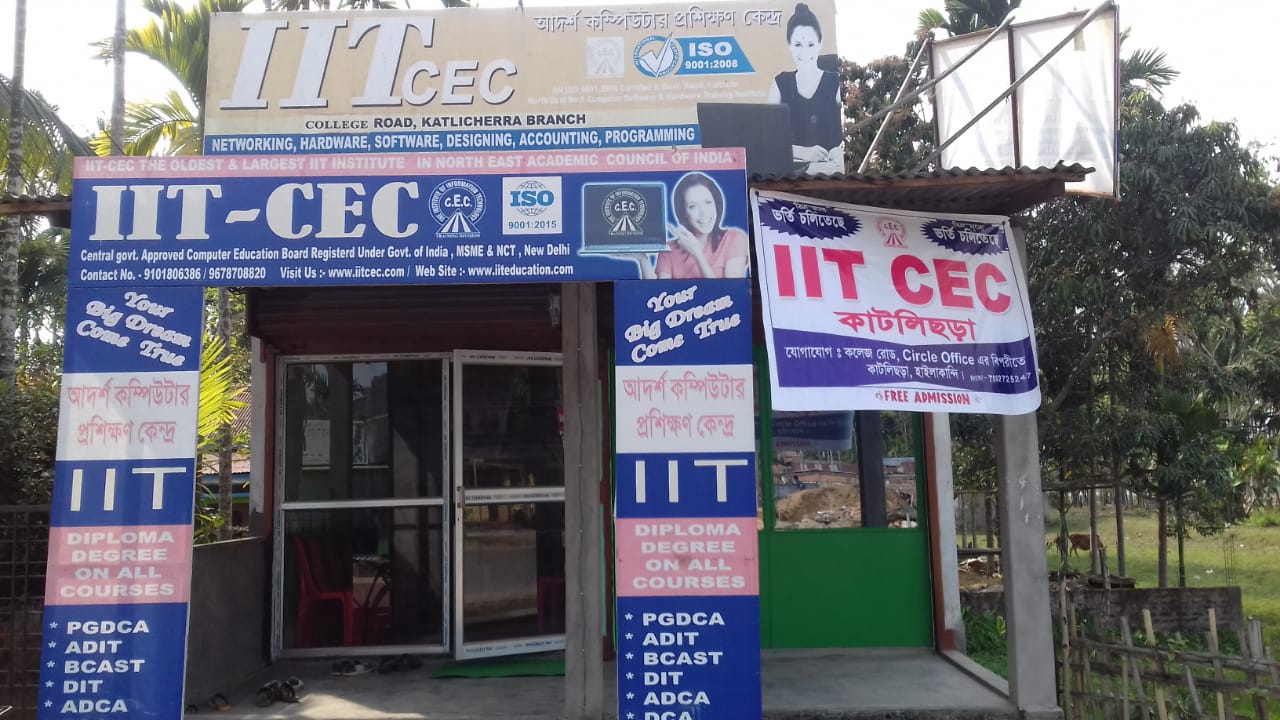 IIT CEC
আদর্শ কম্পিউটার প্রশিক্ষণ কেন্দ্র
ISO
9001:2008
COLLEGE ROAD, KATLICHERRA BRANCH
NETWORKING, HARDWARE, SOFTWARE, DESIGNING, ACCOUNTING, PROGRAMMING
IIT-CEC THE OLDEST & LARGEST IIT INSTITUTE IN NORTH EAST ACADEMIC COUNCIL OF INDIA
IIT~CEC
C.E.C.
TRAINING DIVISION
ISO
9001:2015
C.E.C.
Central govt. Approved Computer Education Board Registerd Under Govt. of India , MSME & NCT , New Delhi
Contact No. - 9101806386 / 9678708820 Visit Us :- www.iitcec.com / Web Site :- www.iiteducation.com
Your
Big Dream
Come True
আদর্শ কম্পিউটার
প্রশিক্ষণ কেন্দ্র
IIT
DIPLOMA
DEGREE
ON ALL
COURSES
* PGDCA
* ADIT
* BCAST
* DIT
* ADCA
Your
Big Dream
Come True
আদর্শ কম্পিউটার
প্রশিক্ষণ কেন্দ্র
IIT
DIPLOMA
DEGREE
ON ALL
COURSES
* PGDCA
* ADIT
* BCAST
* DIT
* ADCA
* DCA
ভর্তি চলিতেছে
ভর্তি চলিতেছে
IIT CEC
কাটলিছড়া
যোগাযোগ : কলেজ রোড, Circle Office এর বিপরীতে
কাটলিছড়া, হাইলাকান্দি ।
FREE ADMISSION